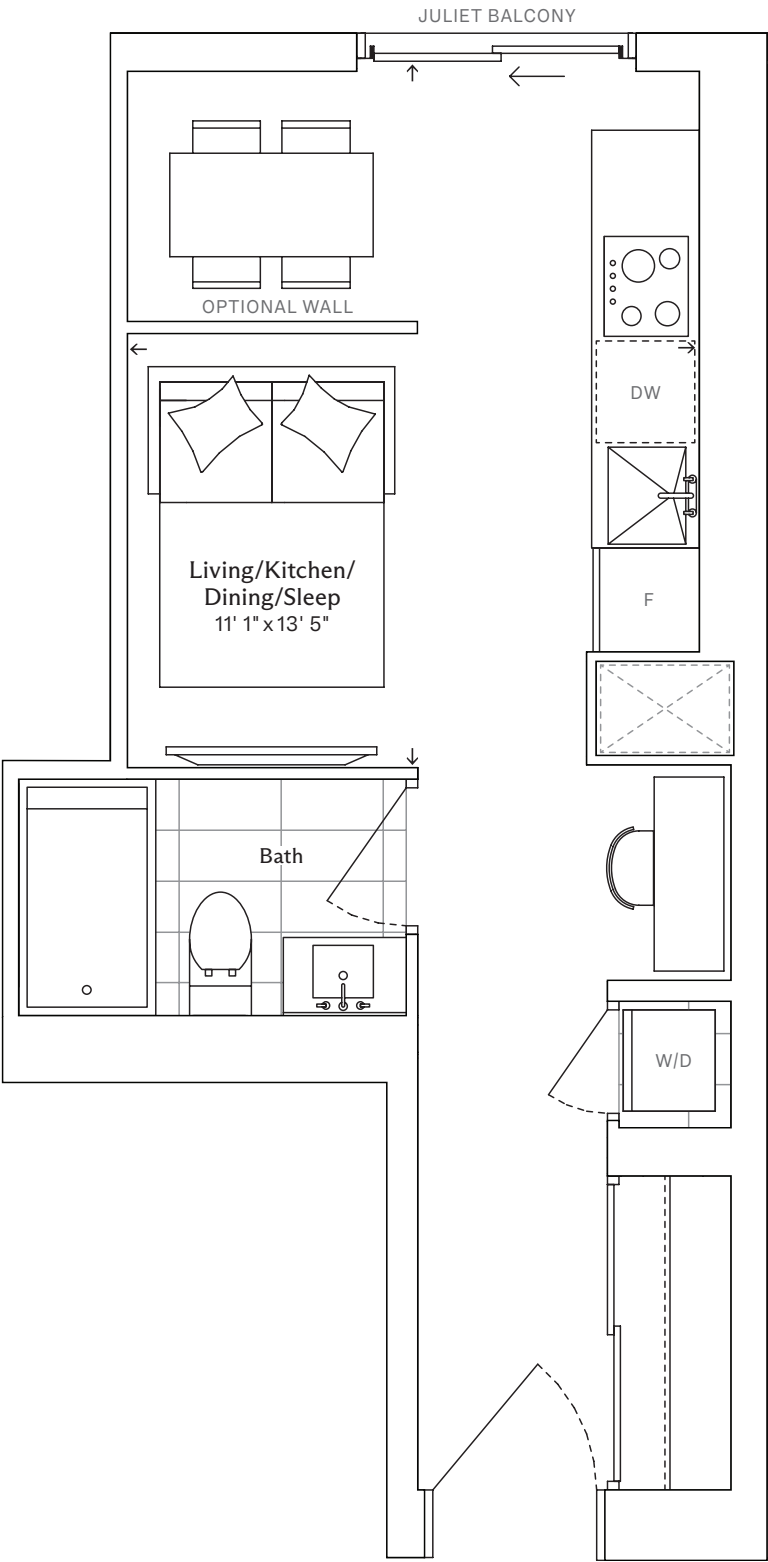 JULIET BALCONY
OPTIONAL WALL
DW
Living/Kitchen/
Dining/Sleep
11' 1" x 13' 5"
F
Bath
W/D